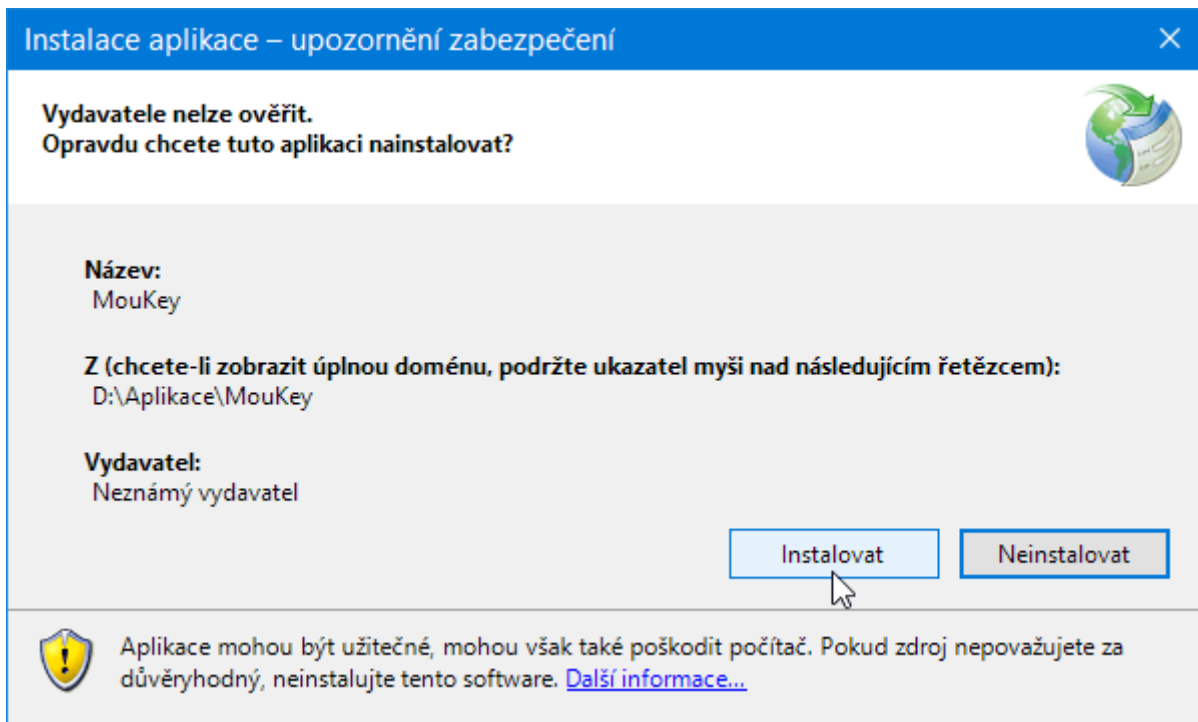 Instalace aplikace – upozornění zabezpečení
Vydavatele nelze ověřit.
Opravdu chcete tuto aplikaci nainstalovat?
Název:
MouKey
Z (chcete-li zobrazit úplnou doménu, podržte ukazatel myši nad následujícím řetězcem):
D:\Aplikace\MouKey
Vydavatel:
Neznámý vydavatel
Instalovat
Neinstalovat
Aplikace mohou být užitečné, mohou však také poškodit počítač. Pokud zdroj nepovažujete za
důvěryhodný, neinstalujte tento software. Další informace...